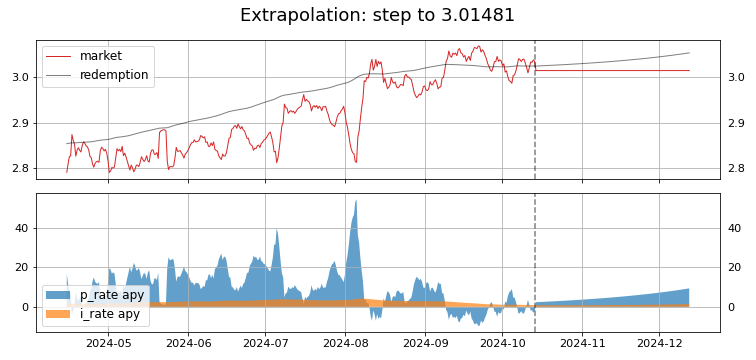 Extrapolation: step to 3.01481
market
redemption
3.0 3.0
2.9 2.9
2.8 2.8
40 40
20 20
0 0
p_rate apy
i_rate apy
2024-05 2024-06 2024-07 2024-08 2024-09 2024-10 2024-11 2024-12